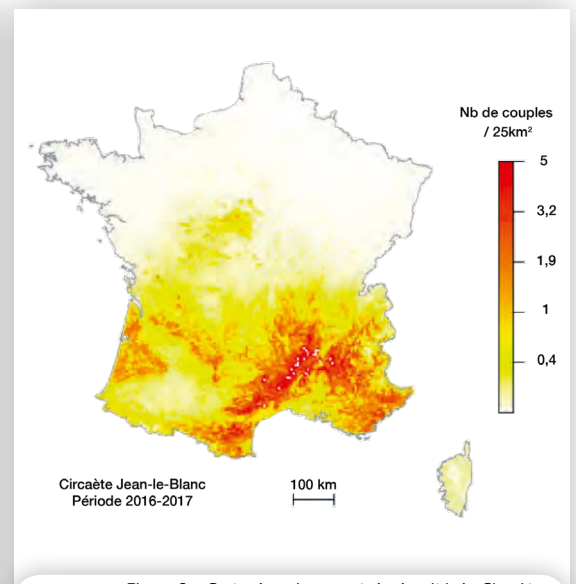 Nb de couples
/ 25km²
5
3,2
1,9
1
0,4
Circaète Jean-le-Blanc
Période 2016-2017
100 km